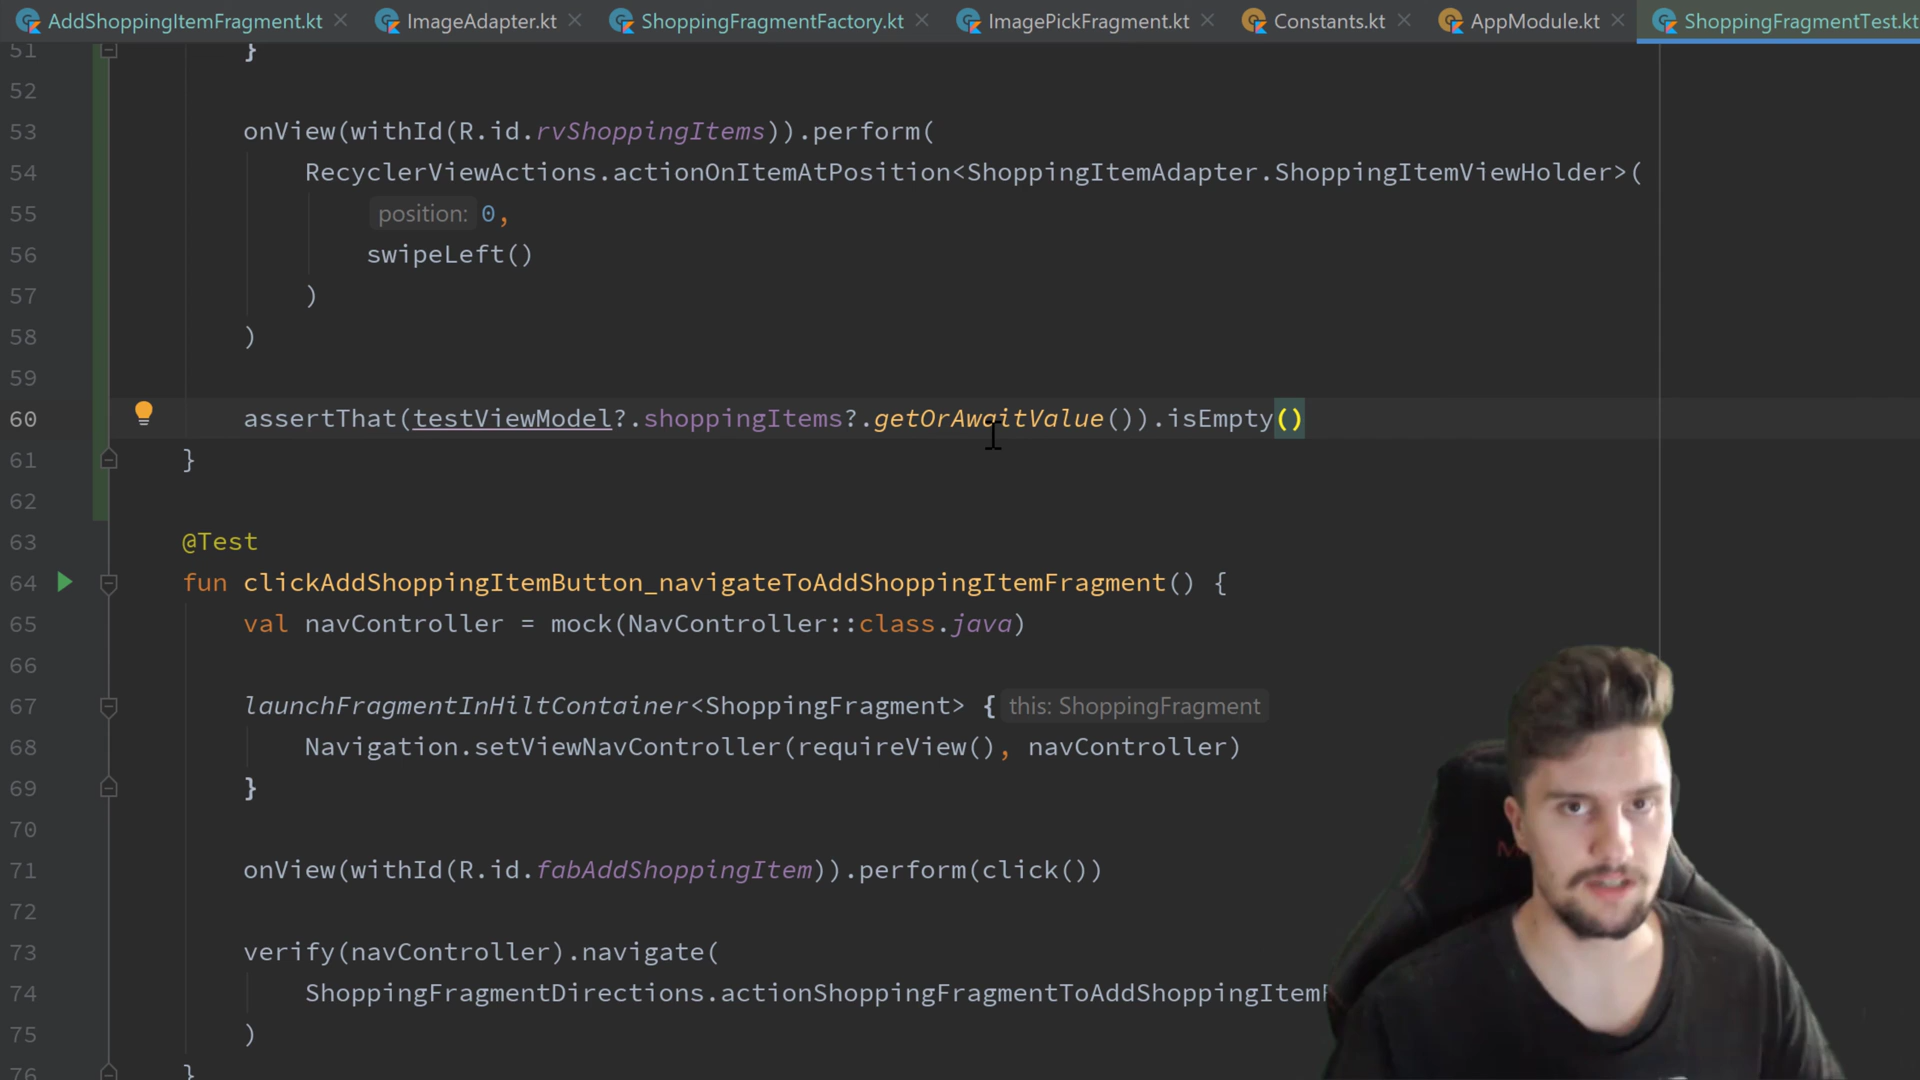 AddShoppingItemFragment.kt ImageAdapter.kt ShoppingFragmentFactory.kt ImagePickFragment.kt Constants.kt AppModule.kt ShoppingFragmentTest.kt
51 }
52
53 onView(withId(R.id.rvShoppingItems)).perform(
54 RecyclerViewActions.actionOnItemAtPosition<ShoppingItemAdapter.ShoppingItemViewHolder>(
55 position: 0,
56 swipeLeft()
57 )
58 )
59
60 assertThat(testViewModel?.shoppingItems?.getOrAwaitValue()).isEmpty()
61 }
62
63 @Test
64 fun clickAddShoppingItemButton_navigateToAddShoppingItemFragment() {
65 val navController = mock(NavController::class.java)
66
67 launchFragmentInHiltContainer<ShoppingFragment> { this: ShoppingFragment
68 Navigation.setViewNavController(requireView(), navController)
69 }
70
71 onView(withId(R.id.fabAddShoppingItem)).perform(click())
72
73 verify(navController).navigate(
74 ShoppingFragmentDirections.actionShoppingFragmentToAddShoppingItem
75 )
76 }